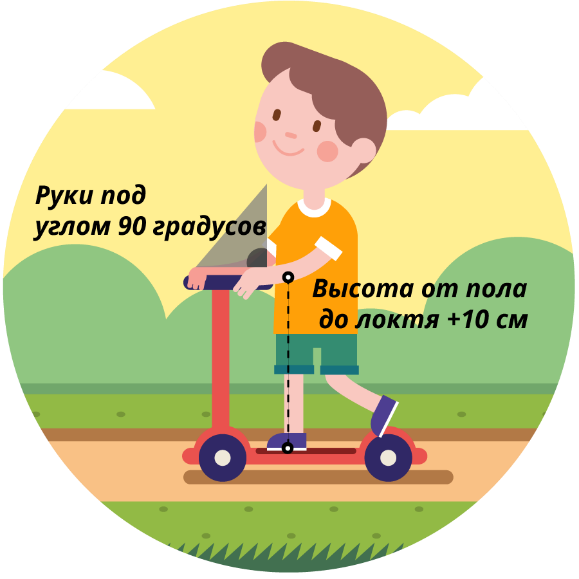 Руки под
углом 90 градусов
Высота от пола
до локтя +10 см